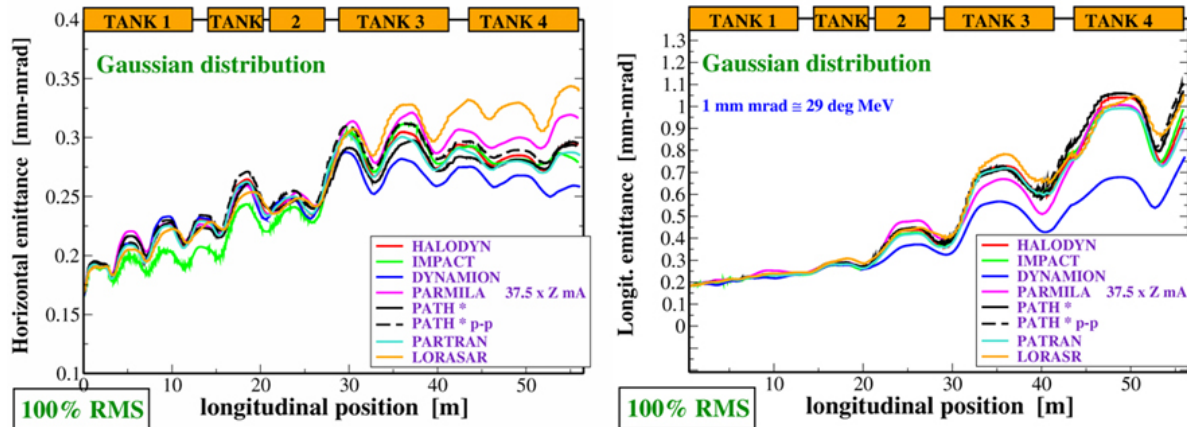 TANK 1 TANK 2 TANK 3 TANK 4
0.4
Gaussian distribution
0.35
0.3
0.25
0.2
0.15
0.1
Horizontal emittance [mm-mrad]
HALODYN
IMPACT
DYNAMION
PARMILA 37.5 x Z mA
PATH *
PATH * p-p
PARTRAN
LORASAR
0 10 20 30 40 50
longitudinal position [m]
100% RMS
TANK 1 TANK 2 TANK 3 TANK 4
1.3
1.2
Gaussian distribution
1.1
1
1 mm mrad ≅ 29 deg MeV
0.9
0.8
0.7
0.6
0.5
0.4
0.3
0.2
0.1
0
Longit. emittance [mm-mrad]
HALODYN
IMPACT
DYNAMION
PARMILA 37.5 x Z mA
PATH *
PATH * p-p
PATRAN
LORASR
10 20 30 40 50
longitudinal position [m]
100% RMS